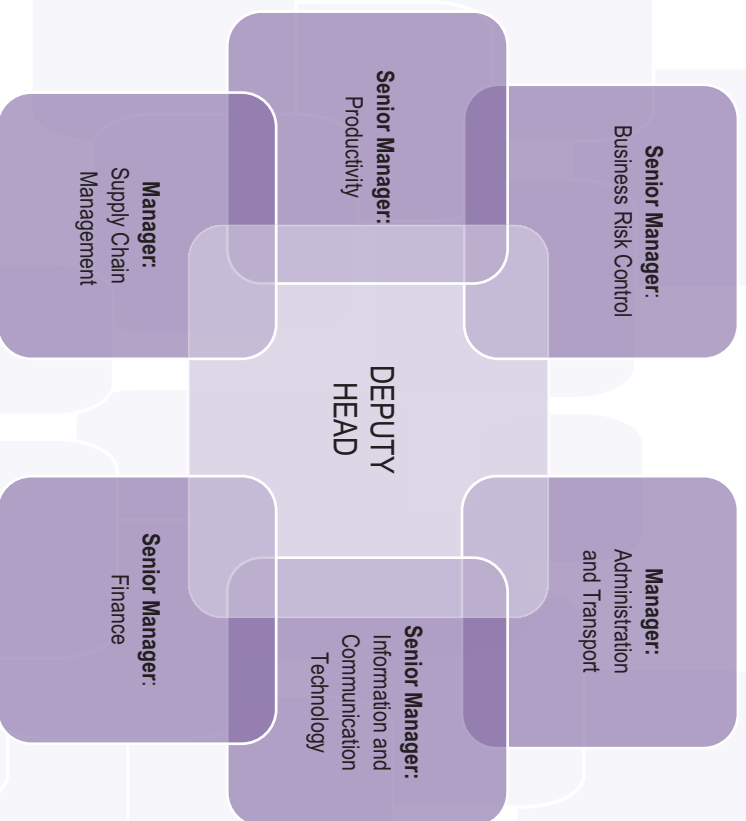 Senior Manager:
Business Risk Control
Manager:
Administration
and Transport
Senior Manager:
Productivity
DEPUTY
HEAD
Senior Manager:
Information and
Communication
Technology
Manager:
Supply Chain
Management
Senior Manager:
Finance